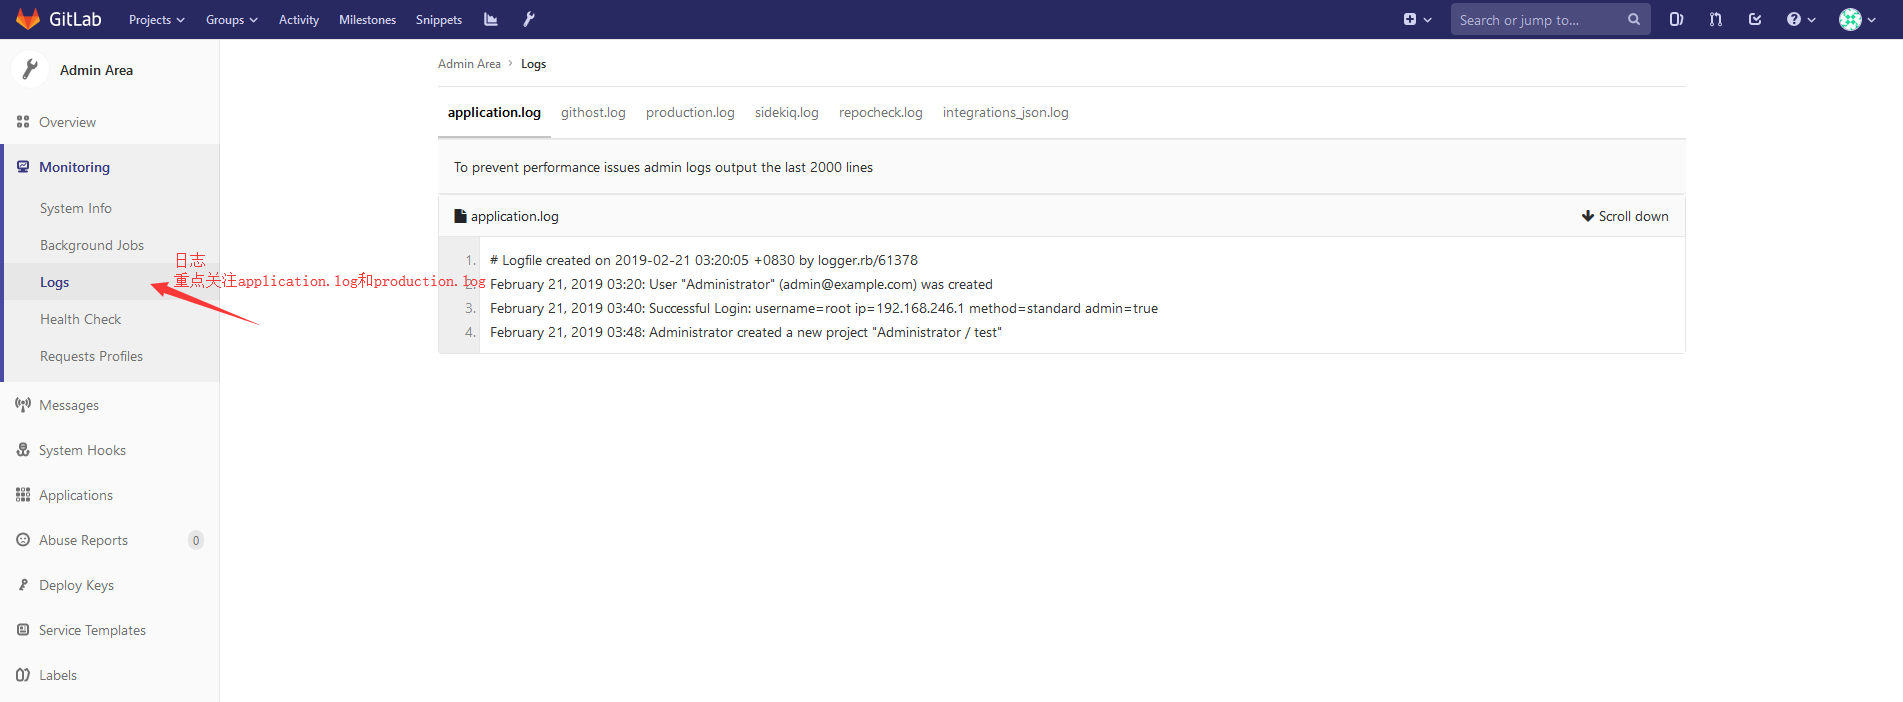 GitLab Projects Groups Activity Milestones Snippets Search or jump to...
Admin Area
Overview
Monitoring
System Info
Background Jobs
Logs
Health Check
Requests Profiles
Messages
System Hooks
Applications
Abuse Reports 0
Deploy Keys
Service Templates
Labels
日志
重点关注application.log和production.log
Admin Area › Logs
application.log githost.log production.log sidekiq.log repocheck.log integrations_json.log
To prevent performance issues admin logs output the last 2000 lines
application.log Scroll down
1. # Logfile created on 2019-02-21 03:20:05 +0830 by logger.rb/61378
2. February 21, 2019 03:20: User "Administrator" (admin@example.com) was created
3. February 21, 2019 03:40: Successful Login: username=root ip=192.168.246.1 method=standard admin=true
4. February 21, 2019 03:48: Administrator created a new project "Administrator / test"